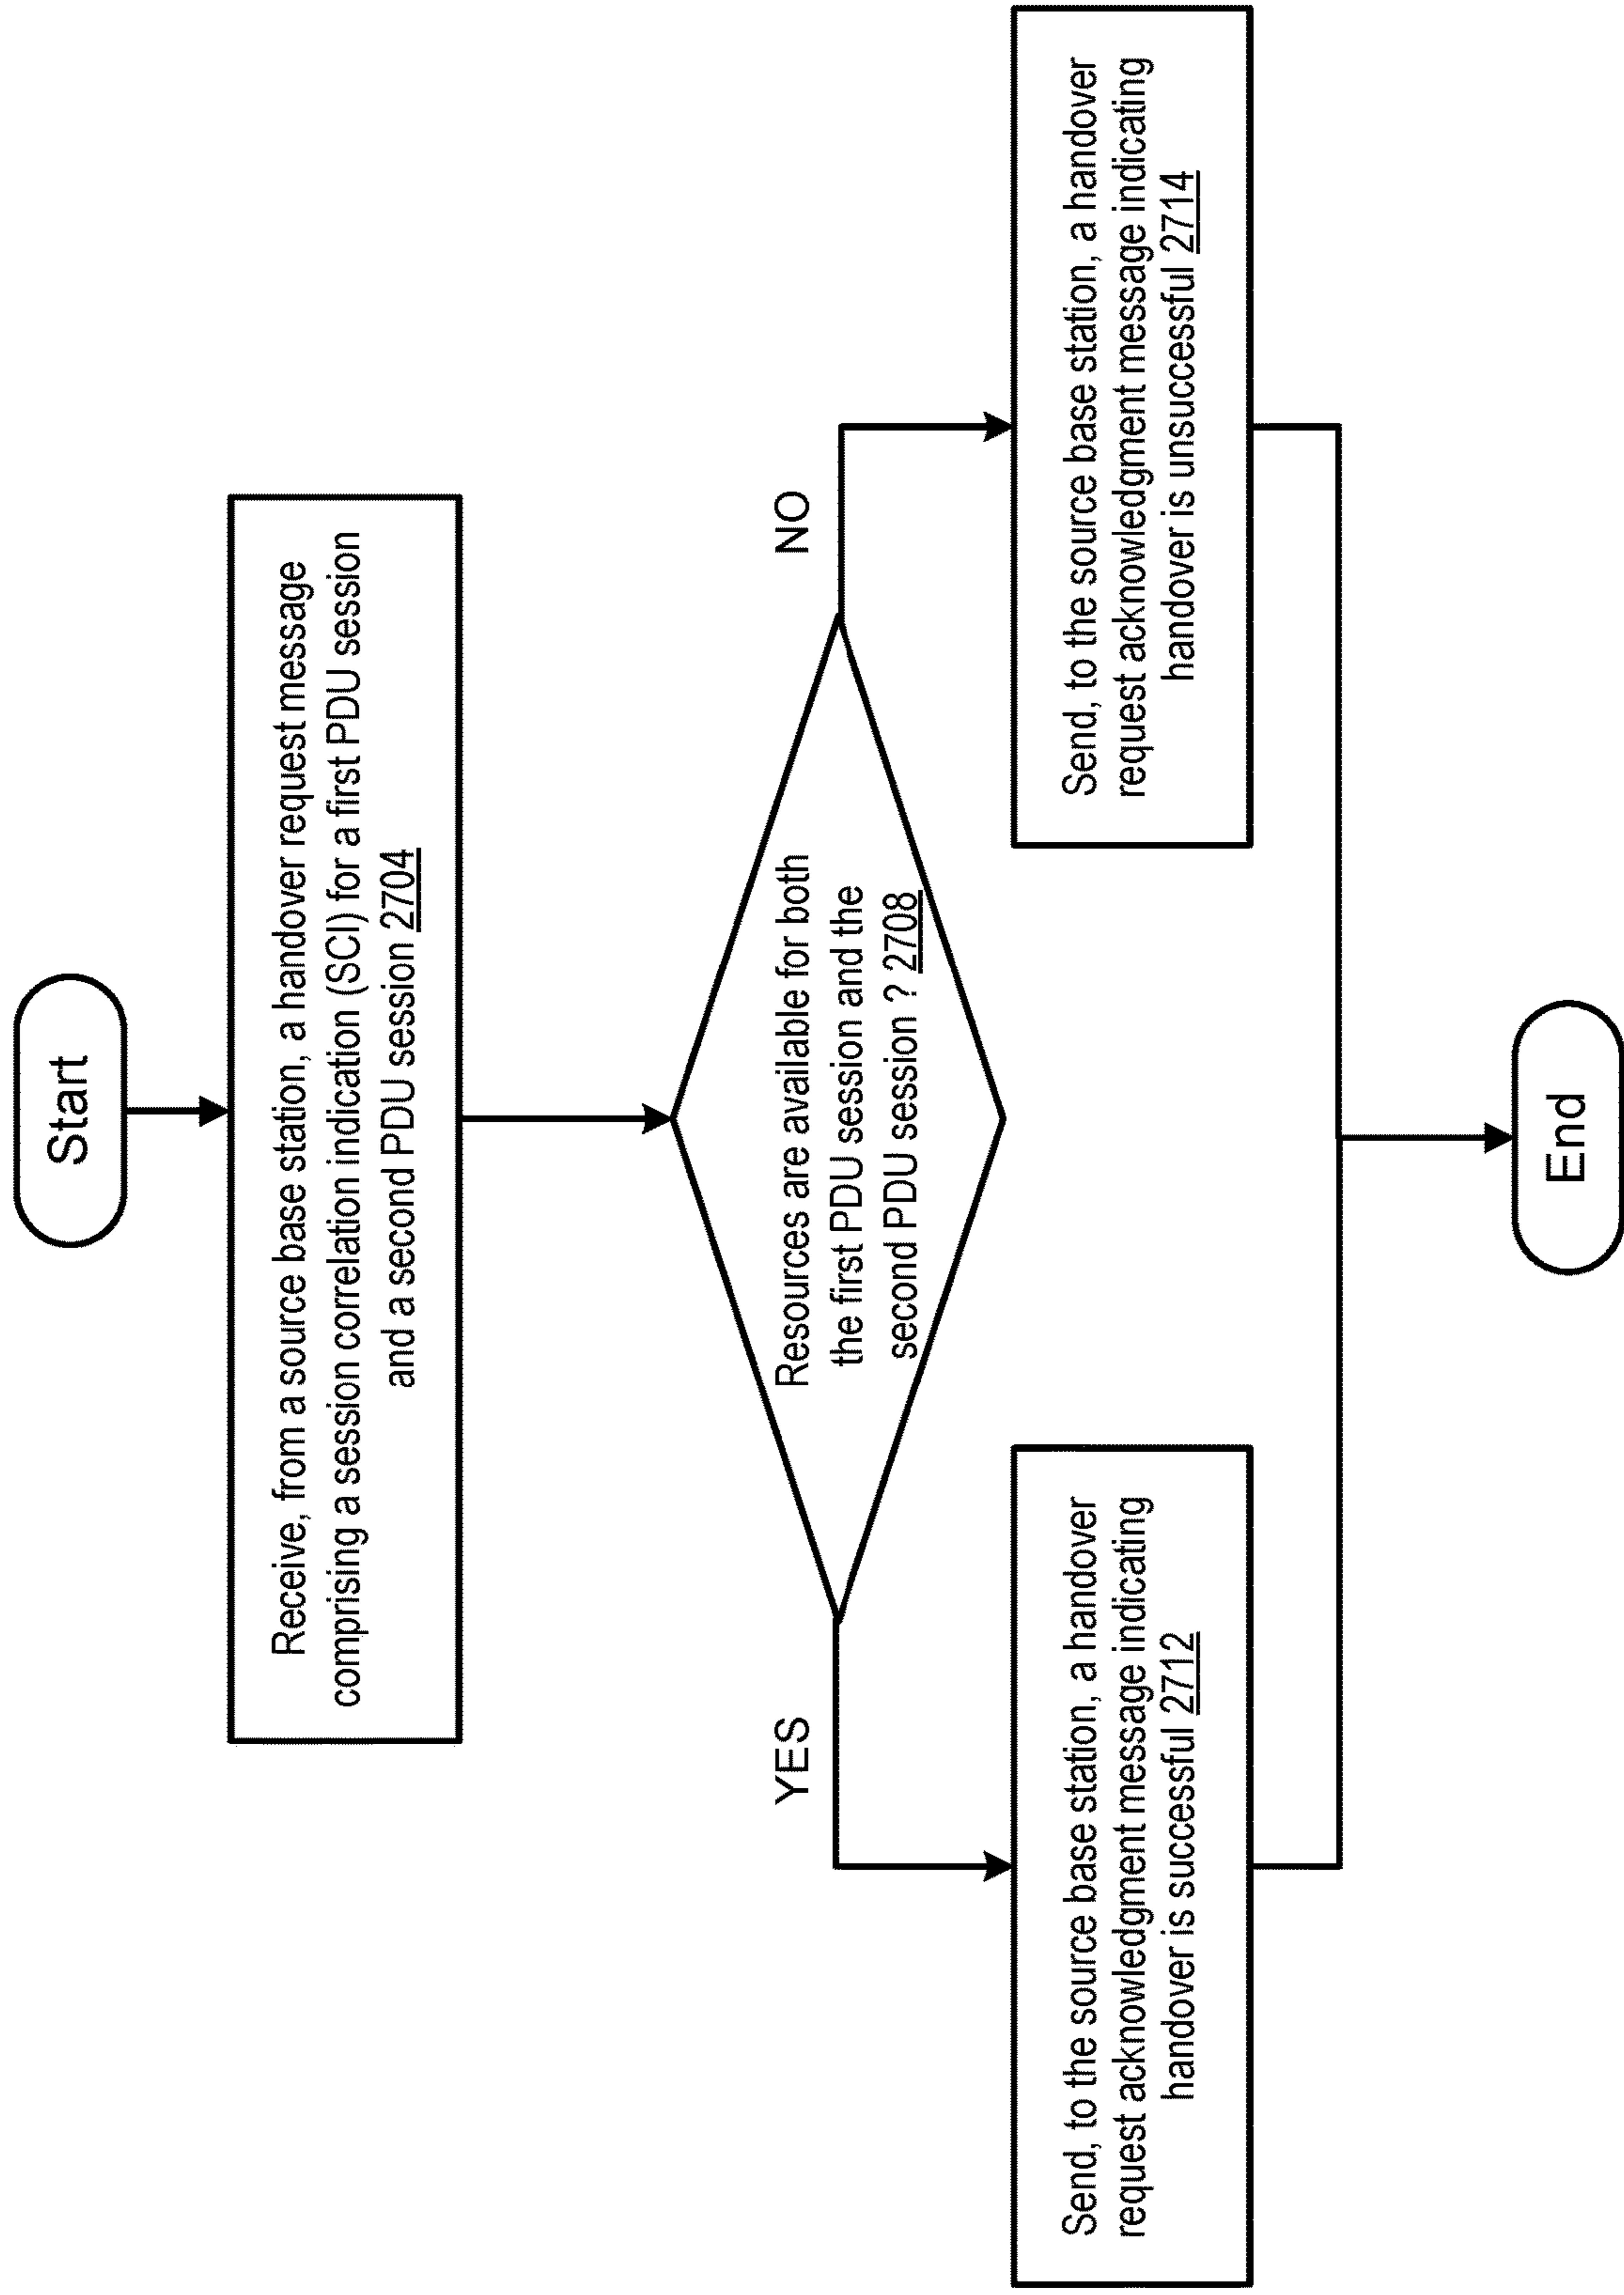 Start
Receive, from a source base station, a handover request message
comprising a session correlation indication (SCI) for a first PDU session
and a second PDU session 2704
Resources are available for both
the first PDU session and the
second PDU session ? 2708
YES
NO
Send, to the source base station, a handover
request acknowledgment message indicating
handover is successful 2712
Send, to the source base station, a handover
request acknowledgment message indicating
handover is unsuccessful 2714
End